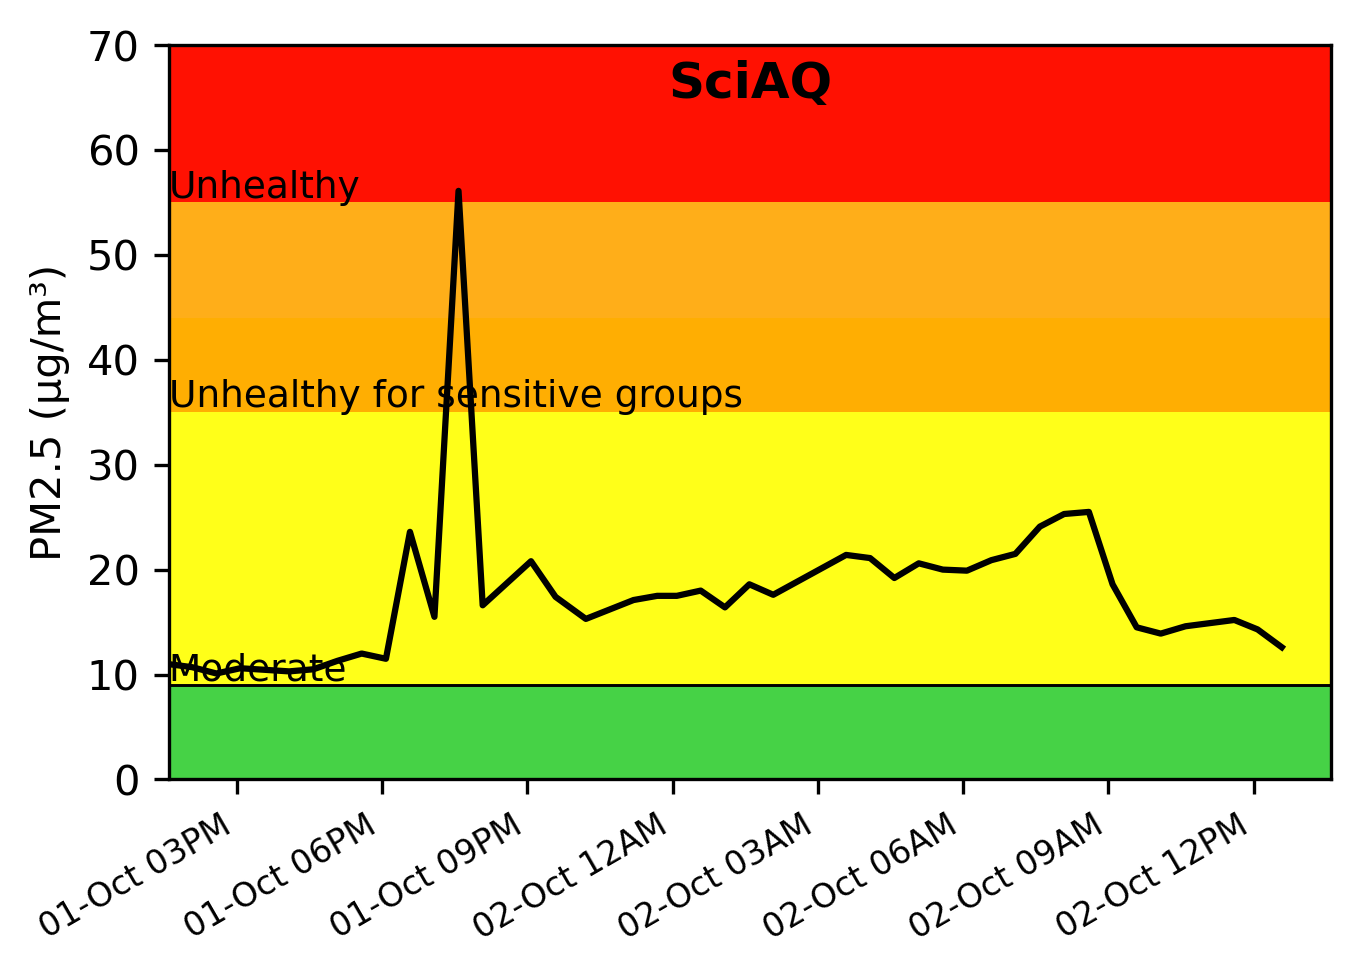 SciAQ
70
60
50
40
30
20
10
0
PM2.5 (µg/m³)
Unhealthy
Unhealthy for sensitive groups
Moderate
01-Oct 03PM
01-Oct 06PM
01-Oct 09PM
02-Oct 12AM
02-Oct 03AM
02-Oct 06AM
02-Oct 09AM
02-Oct 12PM